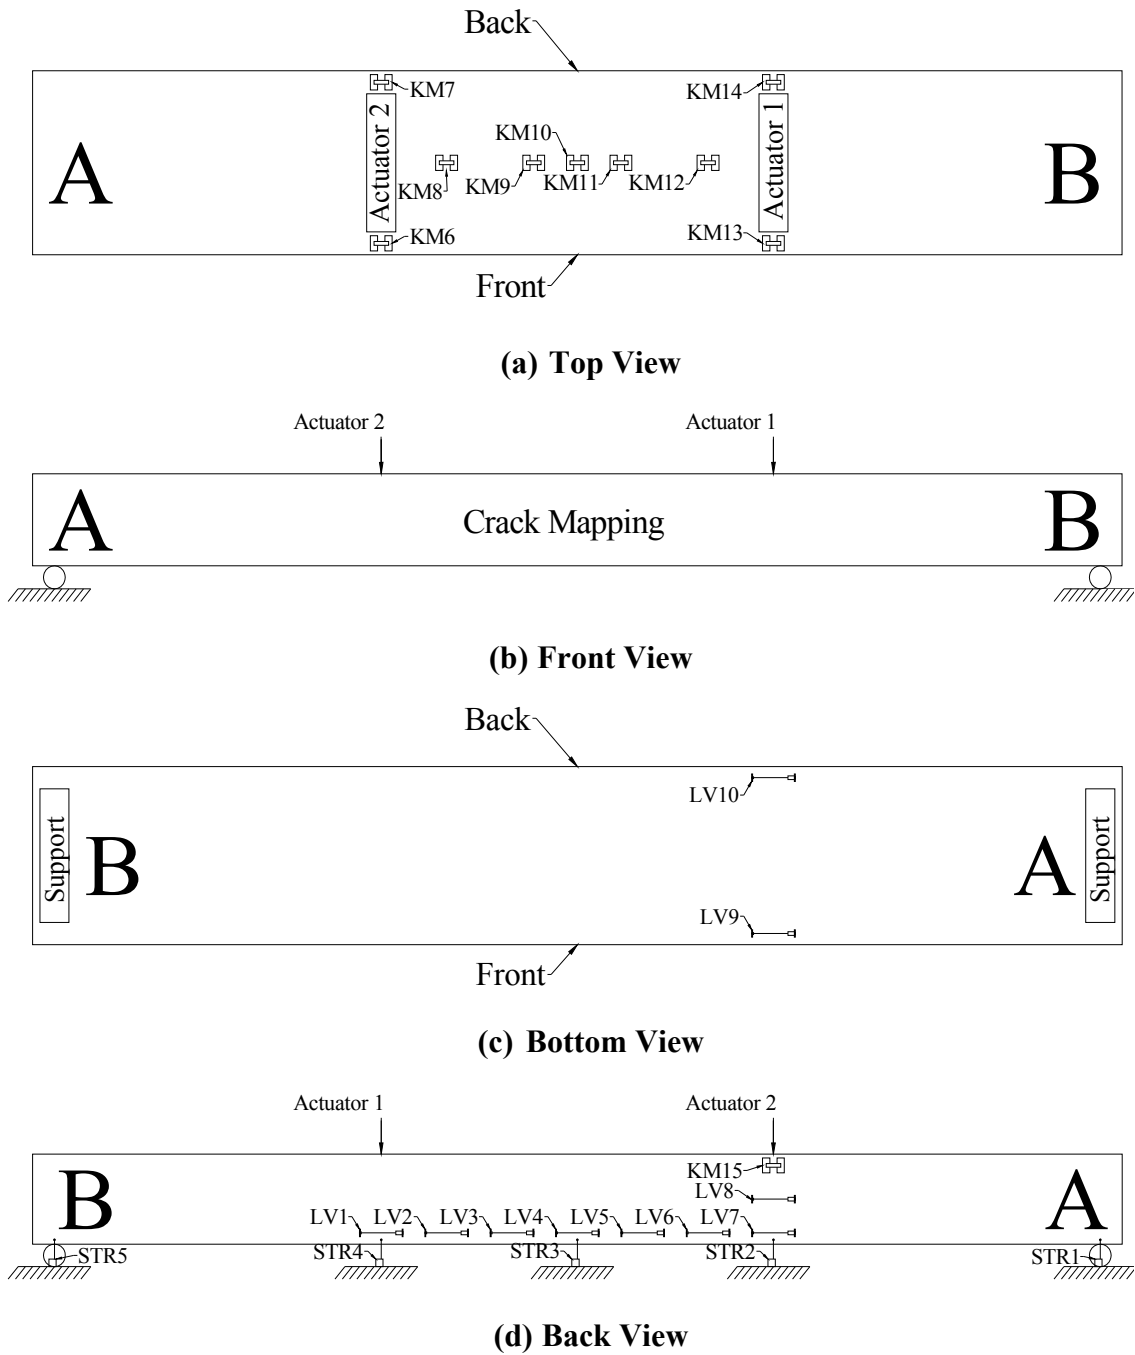 Back
KM7
KM14
Actuator 2
Actuator 1
KM10
A
B
KM8
KM9
KM11
KM12
KM6
KM13
Front
(a) Top View
Actuator 2
Actuator 1
A
Crack Mapping
B
(b) Front View
Back
LV10
Support
B
A
Support
LV9
Front
(c) Bottom View
Actuator 1
Actuator 2
KM15
B
LV8
A
LV1
LV2
LV3
LV4
LV5
LV6
LV7
STR5
STR4
STR3
STR2
STR1
(d) Back View